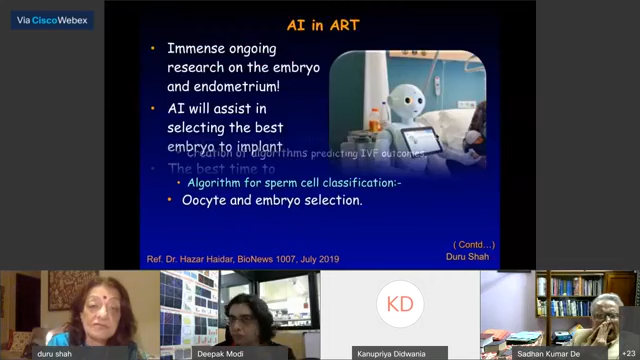 Via CiscoWebex
AI in ART
• Immense ongoing
research on the embryo
and endometrium!
• AI will assist in
selecting the best
embryo to implant
Creation of algorithms predicting IVF outcomes.
• The best time to
• Algorithm for sperm cell classification:-
• Oocyte and embryo selection.
( Contd…)
Duru Shah
Ref. Dr. Hazar Haidar, BioNews 1007, July 2019
KD
duru shah
Deepak Modi
Kanupriya Didwania
Sadhan Kumar De
+23